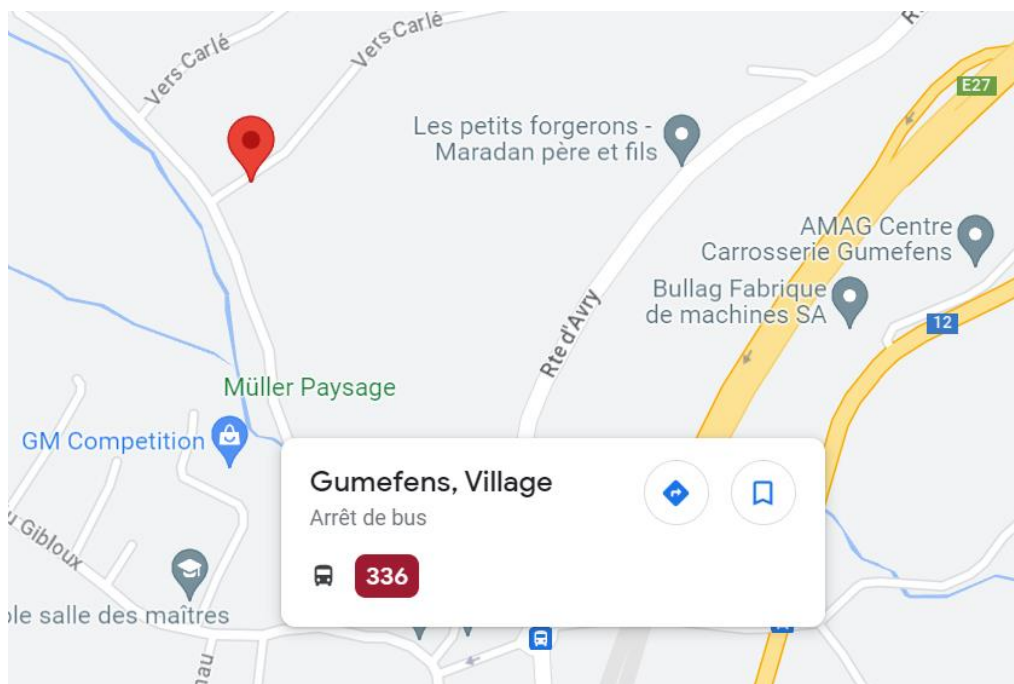 Vers Carlé
Vers Carlé
E27
Les petits forgerons -
Maradan père et fils
AMAG Centre
Carrosserie Gumefens
Bullag Fabrique
de machines SA
12
Rte d'Avry
Müller Paysage
GM Competition
Gumefens, Village
Arrêt de bus
336
Gibloux
salle des maîtres